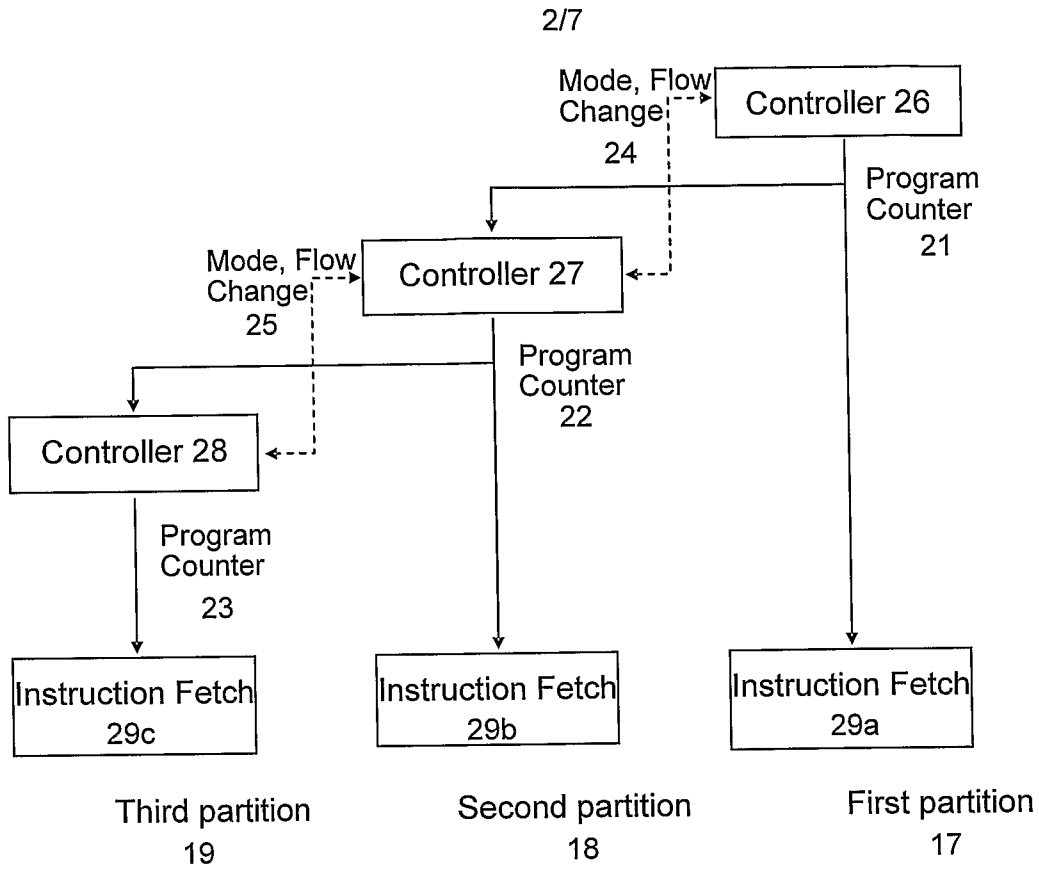 2/7
Mode, Flow
Change
24
Controller 26
Program
Counter
21
Mode, Flow
Change
25
Controller 27
Program
Counter
22
Controller 28
Program
Counter
23
Instruction Fetch
29c
Instruction Fetch
29b
Instruction Fetch
29a
Third partition
19
Second partition
18
First partition
17